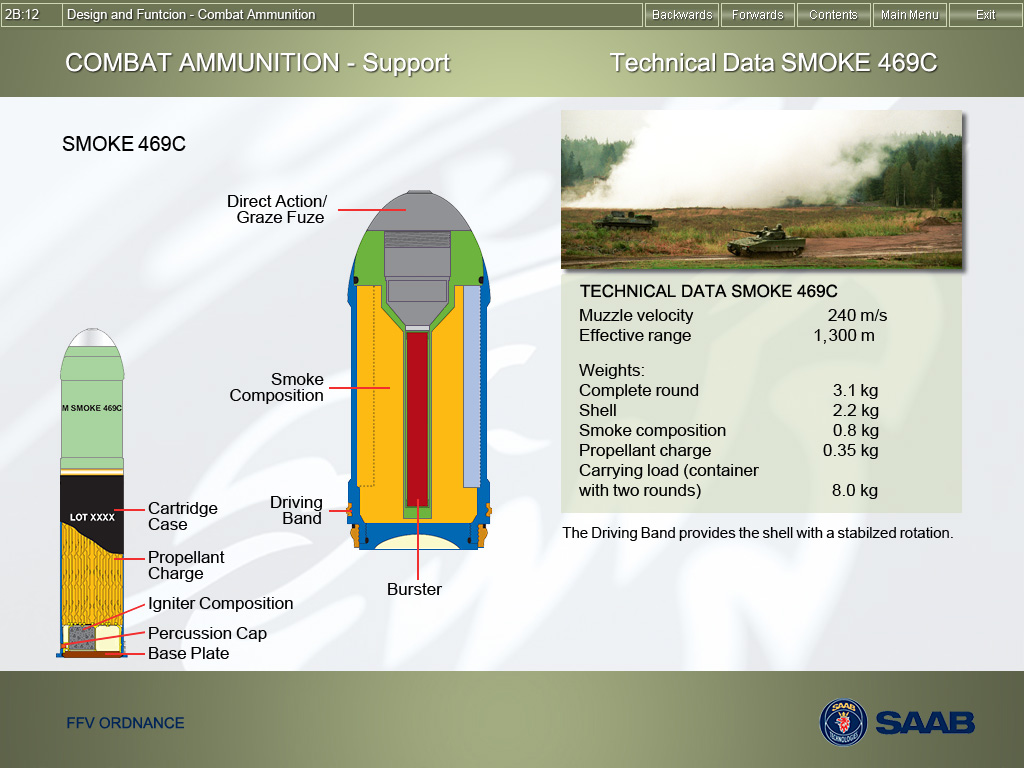 2B:12 Design and Funtcion - Combat Ammunition Backwards Forwards Contents Main Menu Exit
COMBAT AMMUNITION - Support
Technical Data SMOKE 469C
SMOKE 469C
Direct Action/
Graze Fuze
Smoke
Composition
Driving
Band
Burster
M SMOKE 469C
LOT XXXX
Cartridge
Case
Propellant
Charge
Igniter Composition
Percussion Cap
Base Plate
TECHNICAL DATA SMOKE 469C
Muzzle velocity 240 m/s
Effective range 1,300 m
Weights:
Complete round 3.1 kg
Shell 2.2 kg
Smoke composition 0.8 kg
Propellant charge 0.35 kg
Carrying load (container
with two rounds) 8.0 kg
The Driving Band provides the shell with a stabilzed rotation.
FFV ORDNANCE
SAAB
TECHNOLOGIES
SAAB